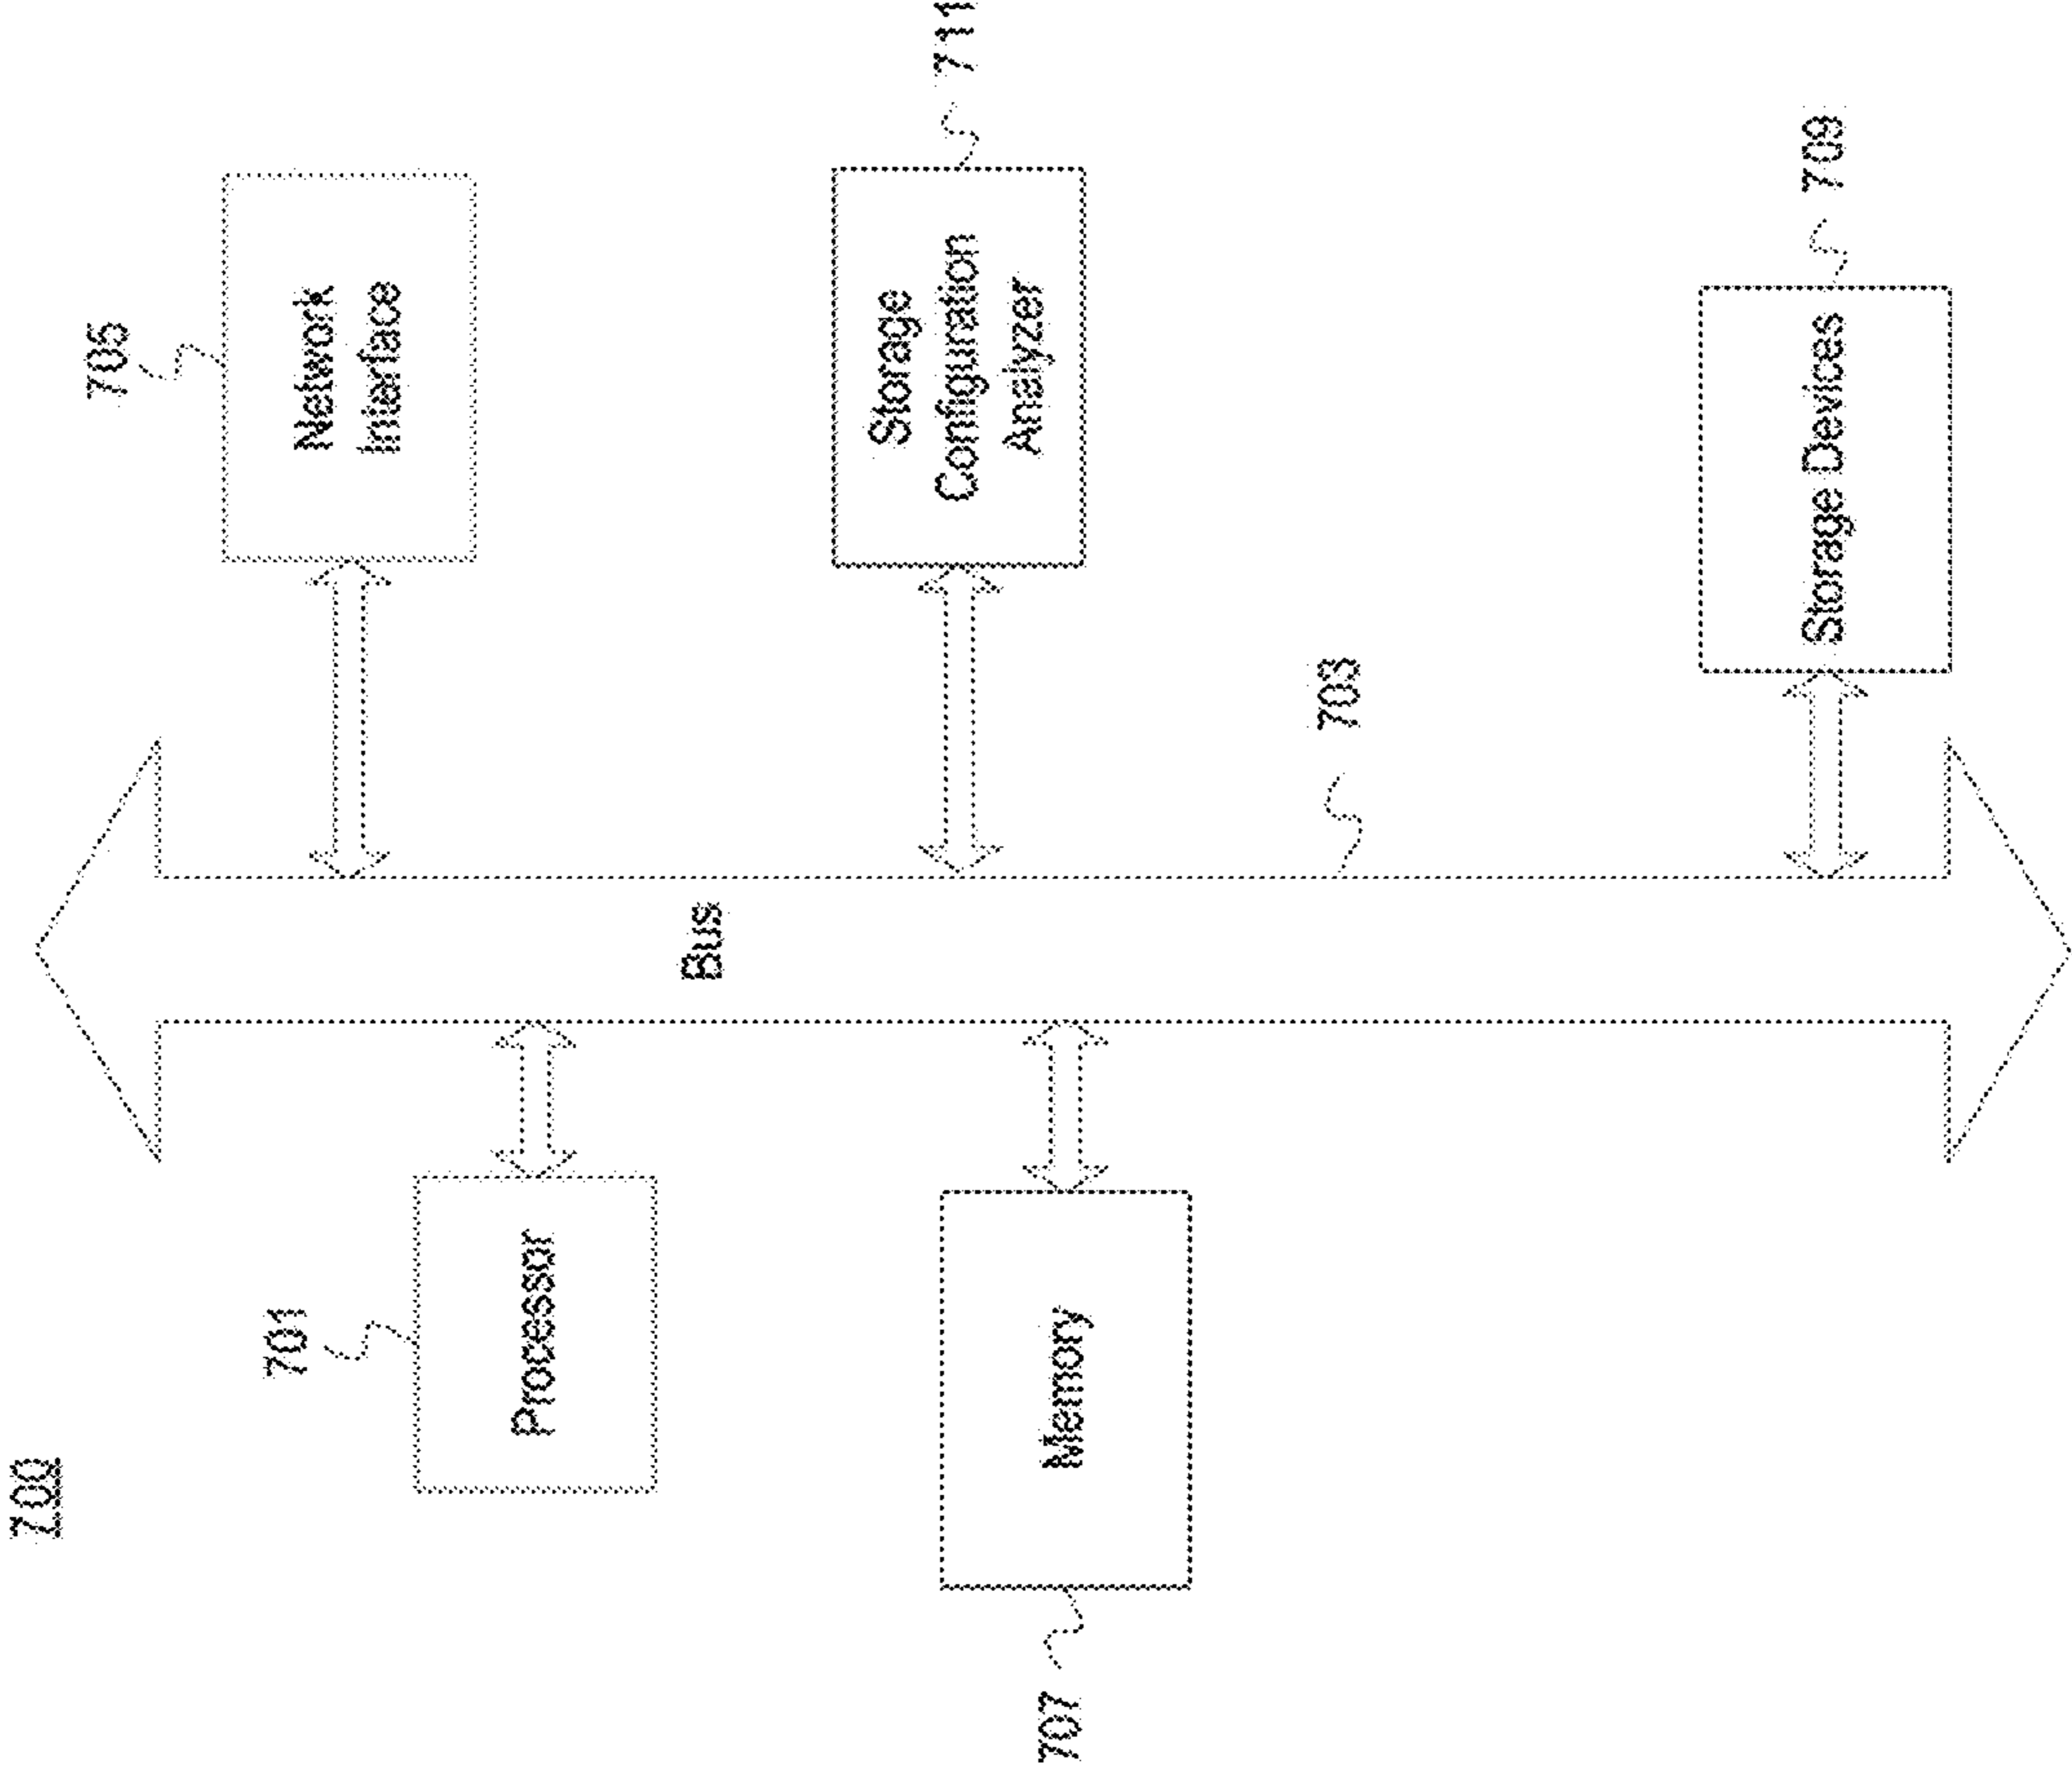 700
701
Processor
707
Memory
Bus
703
705
Network
Interface
711
Storage
Configuration
Analyzer
709
Storage Devices